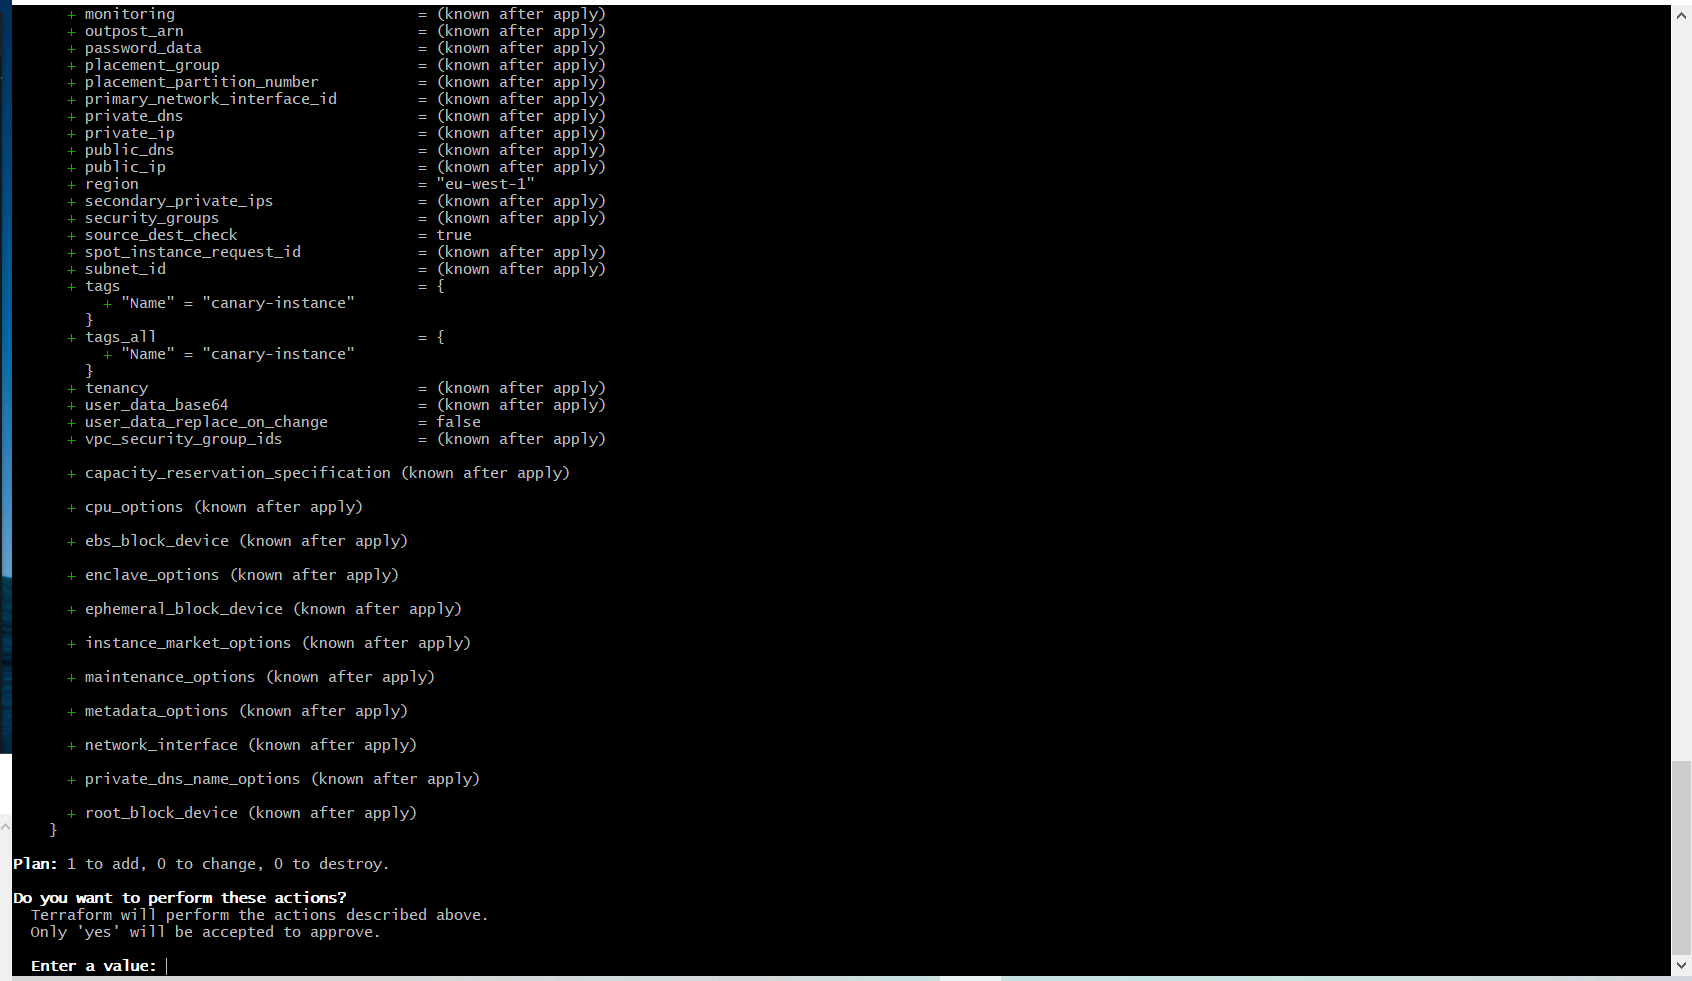 + monitoring = (known after apply)
+ outpost_arn = (known after apply)
+ password_data = (known after apply)
+ placement_group = (known after apply)
+ placement_partition_number = (known after apply)
+ primary_network_interface_id = (known after apply)
+ private_dns = (known after apply)
+ private_ip = (known after apply)
+ public_dns = (known after apply)
+ public_ip = (known after apply)
+ region = "eu-west-1"
+ secondary_private_ips = (known after apply)
+ security_groups = (known after apply)
+ source_dest_check = true
+ spot_instance_request_id = (known after apply)
+ subnet_id = (known after apply)
+ tags = {
+ "Name" = "canary-instance"
}
+ tags_all = {
+ "Name" = "canary-instance"
}
+ tenancy = (known after apply)
+ user_data_base64 = (known after apply)
+ user_data_replace_on_change = false
+ vpc_security_group_ids = (known after apply)
+ capacity_reservation_specification (known after apply)
+ cpu_options (known after apply)
+ ebs_block_device (known after apply)
+ enclave_options (known after apply)
+ ephemeral_block_device (known after apply)
+ instance_market_options (known after apply)
+ maintenance_options (known after apply)
+ metadata_options (known after apply)
+ network_interface (known after apply)
+ private_dns_name_options (known after apply)
+ root_block_device (known after apply)
}
Plan: 1 to add, 0 to change, 0 to destroy.
Do you want to perform these actions?
Terraform will perform the actions described above.
Only 'yes' will be accepted to approve.
Enter a value: